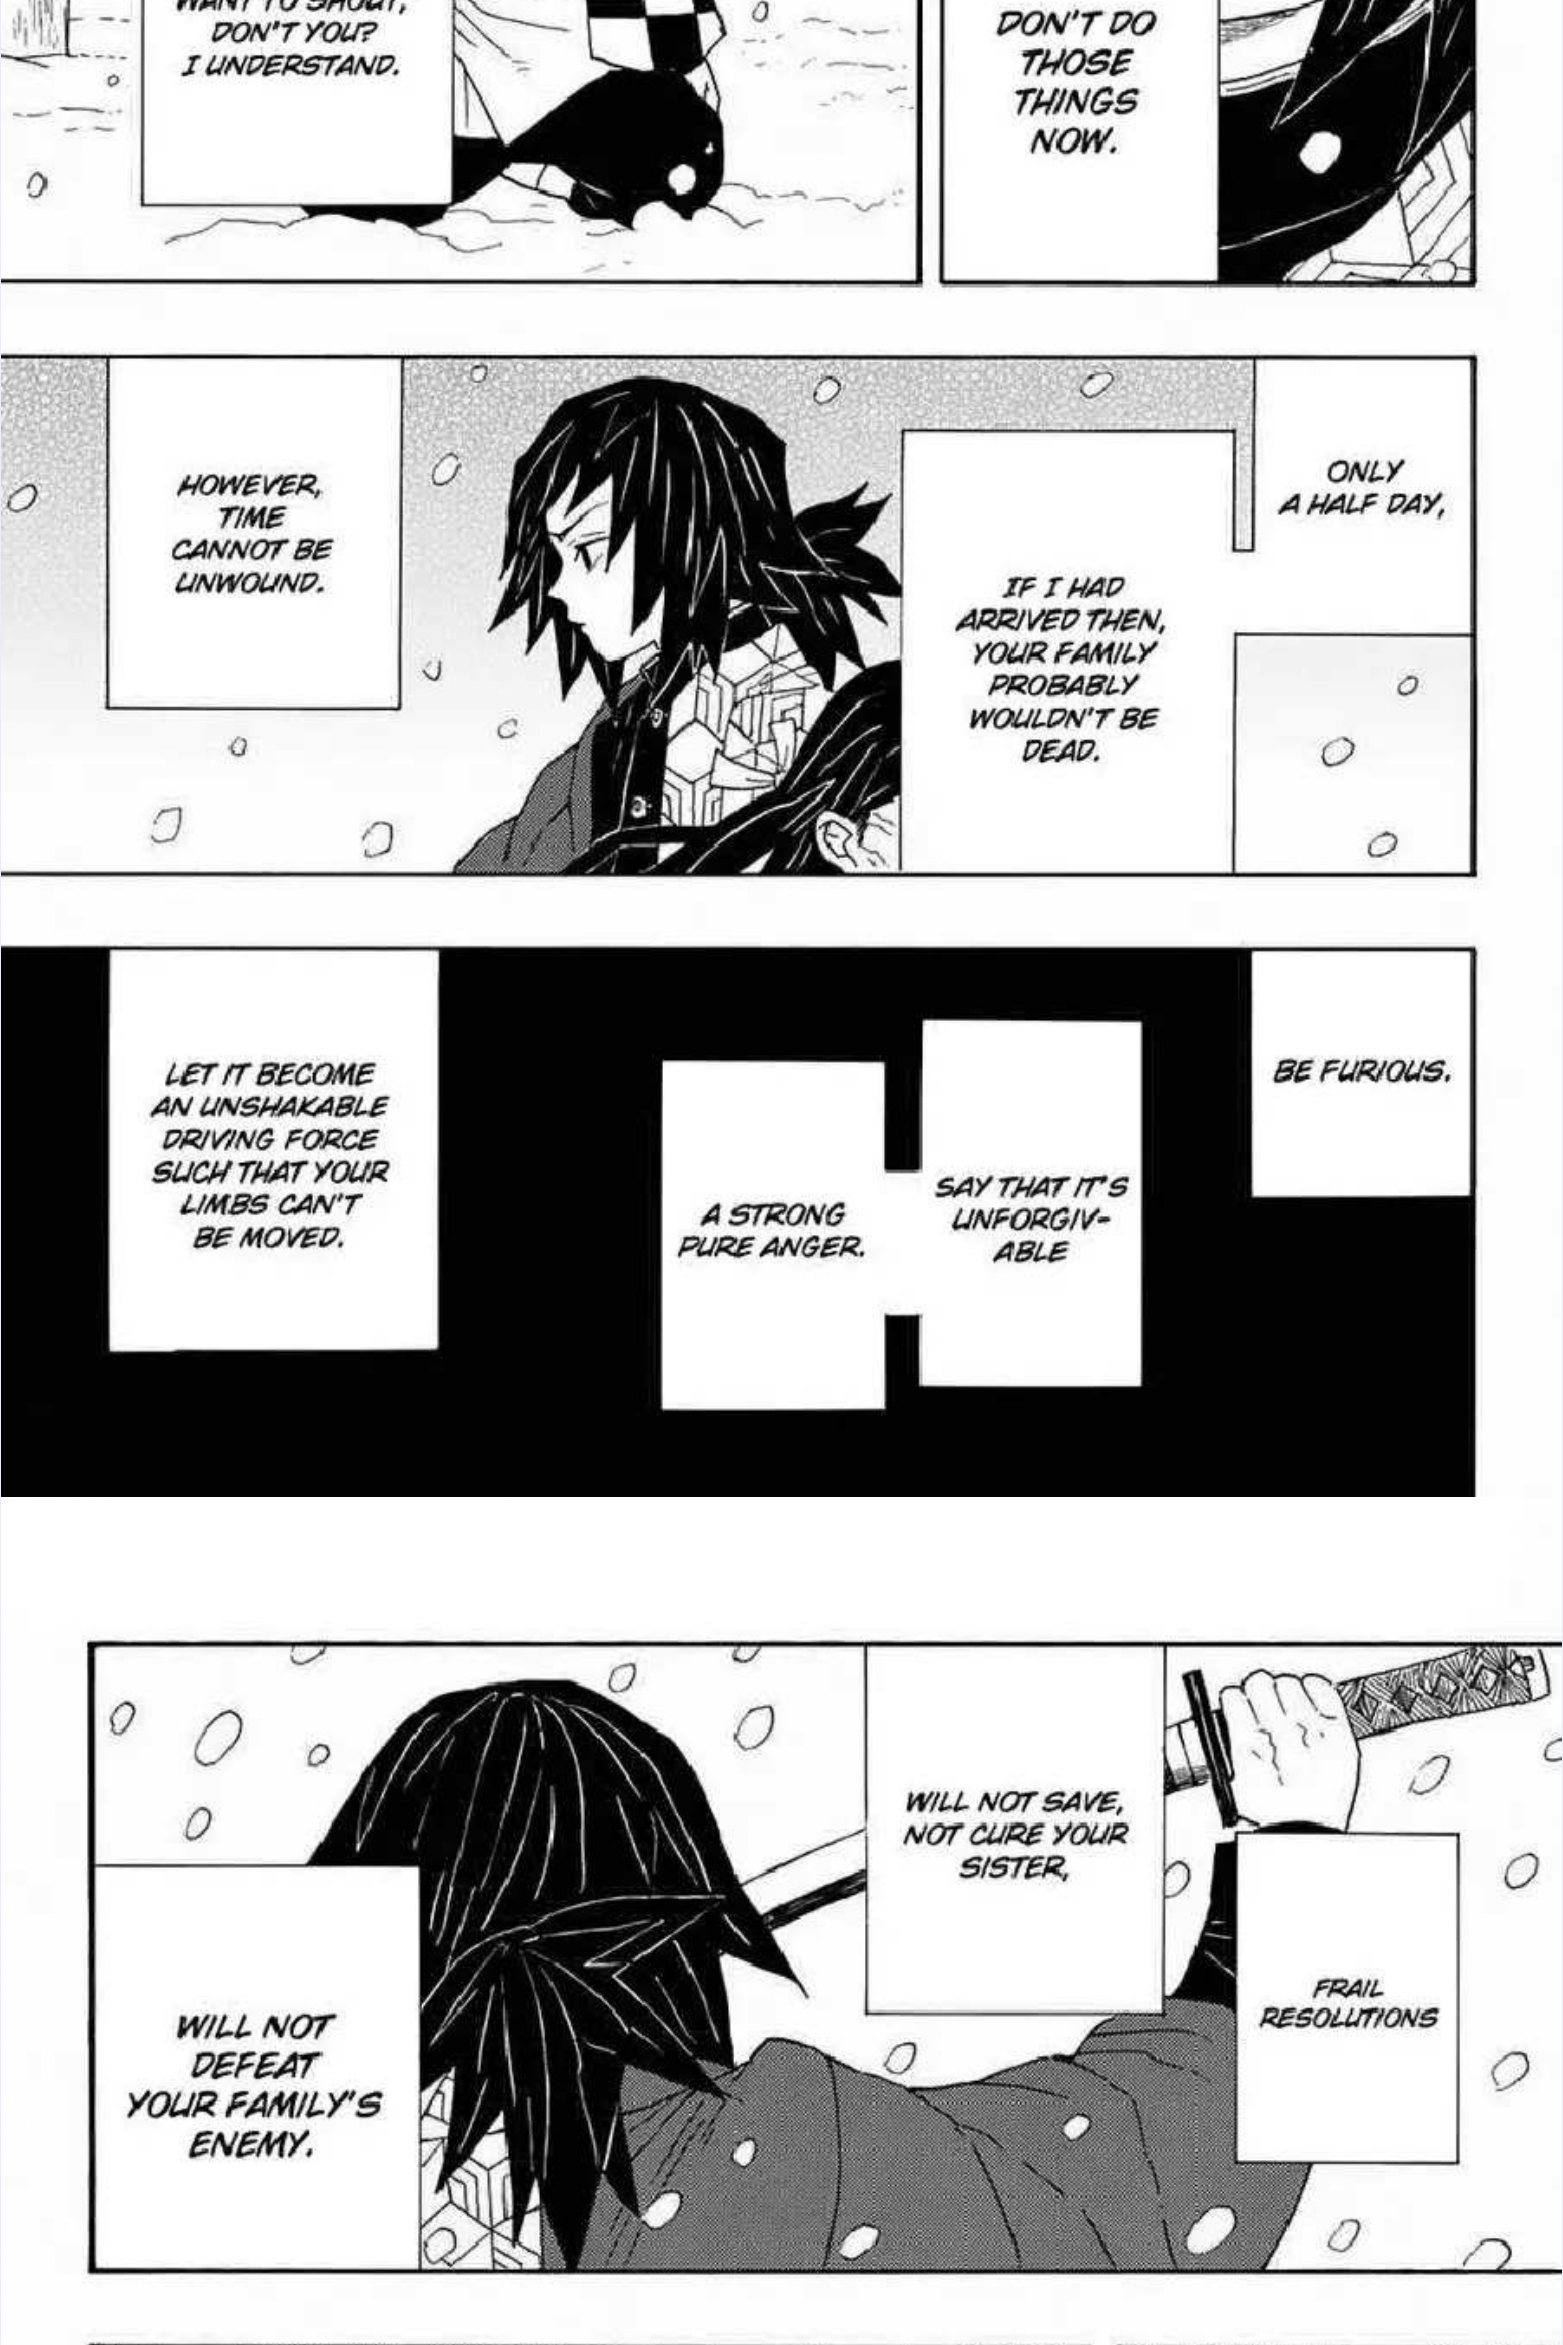 DON'T DO
THOSE
THINGS
NOW.
WANT TO SHOUT,
DON'T YOU?
I UNDERSTAND.
ONLY
A HALF DAY,
IF I HAD
ARRIVED THEN,
YOUR FAMILY
PROBABLY
WOULDN'T BE
DEAD.
HOWEVER,
TIME
CANNOT BE
UNWOUND.
BE FURIOUS.
SAY THAT IT'S
UNFORGIV-
ABLE
A STRONG
PURE ANGER.
LET IT BECOME
AN UNSHAKABLE
DRIVING FORCE
SUCH THAT YOUR
LIMBS CAN'T
BE MOVED.
FRAIL
RESOLUTIONS
WILL NOT SAVE,
NOT CURE YOUR
SISTER,
WILL NOT
DEFEAT
YOUR FAMILY'S
ENEMY.